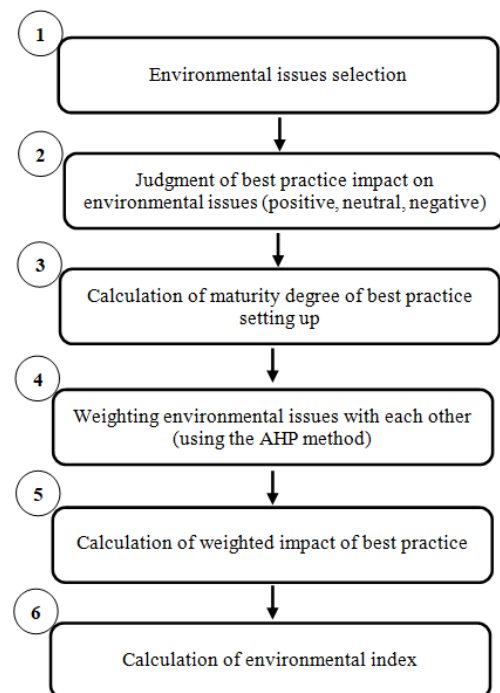 1
Environmental issues selection
2
Judgment of best practice impact on
environmental issues (positive, neutral, negative)
3
Calculation of maturity degree of best practice
setting up
4
Weighting environmental issues with each other
(using the AHP method)
5
Calculation of weighted impact of best practice
6
Calculation of environmental index